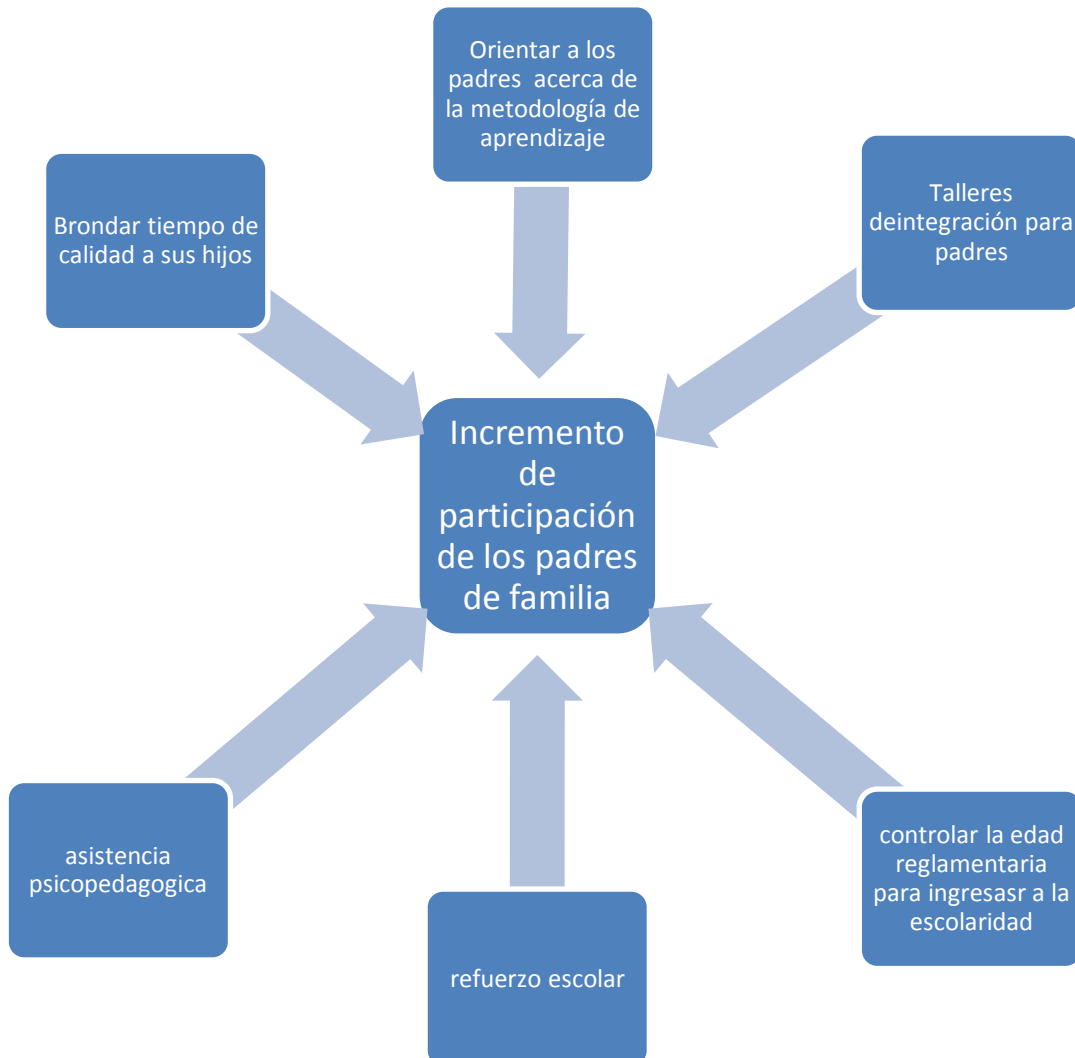 Orientar a los
padres acerca de
la metodología de
aprendizaje
Brondar tiempo de
calidad a sus hijos
Talleres
deintegración para
padres
Incremento
de
participación
de los padres
de familia
asistencia
psicopedagogica
refuerzo escolar
controlar la edad
reglamentaria
para ingresasr a la
escolaridad